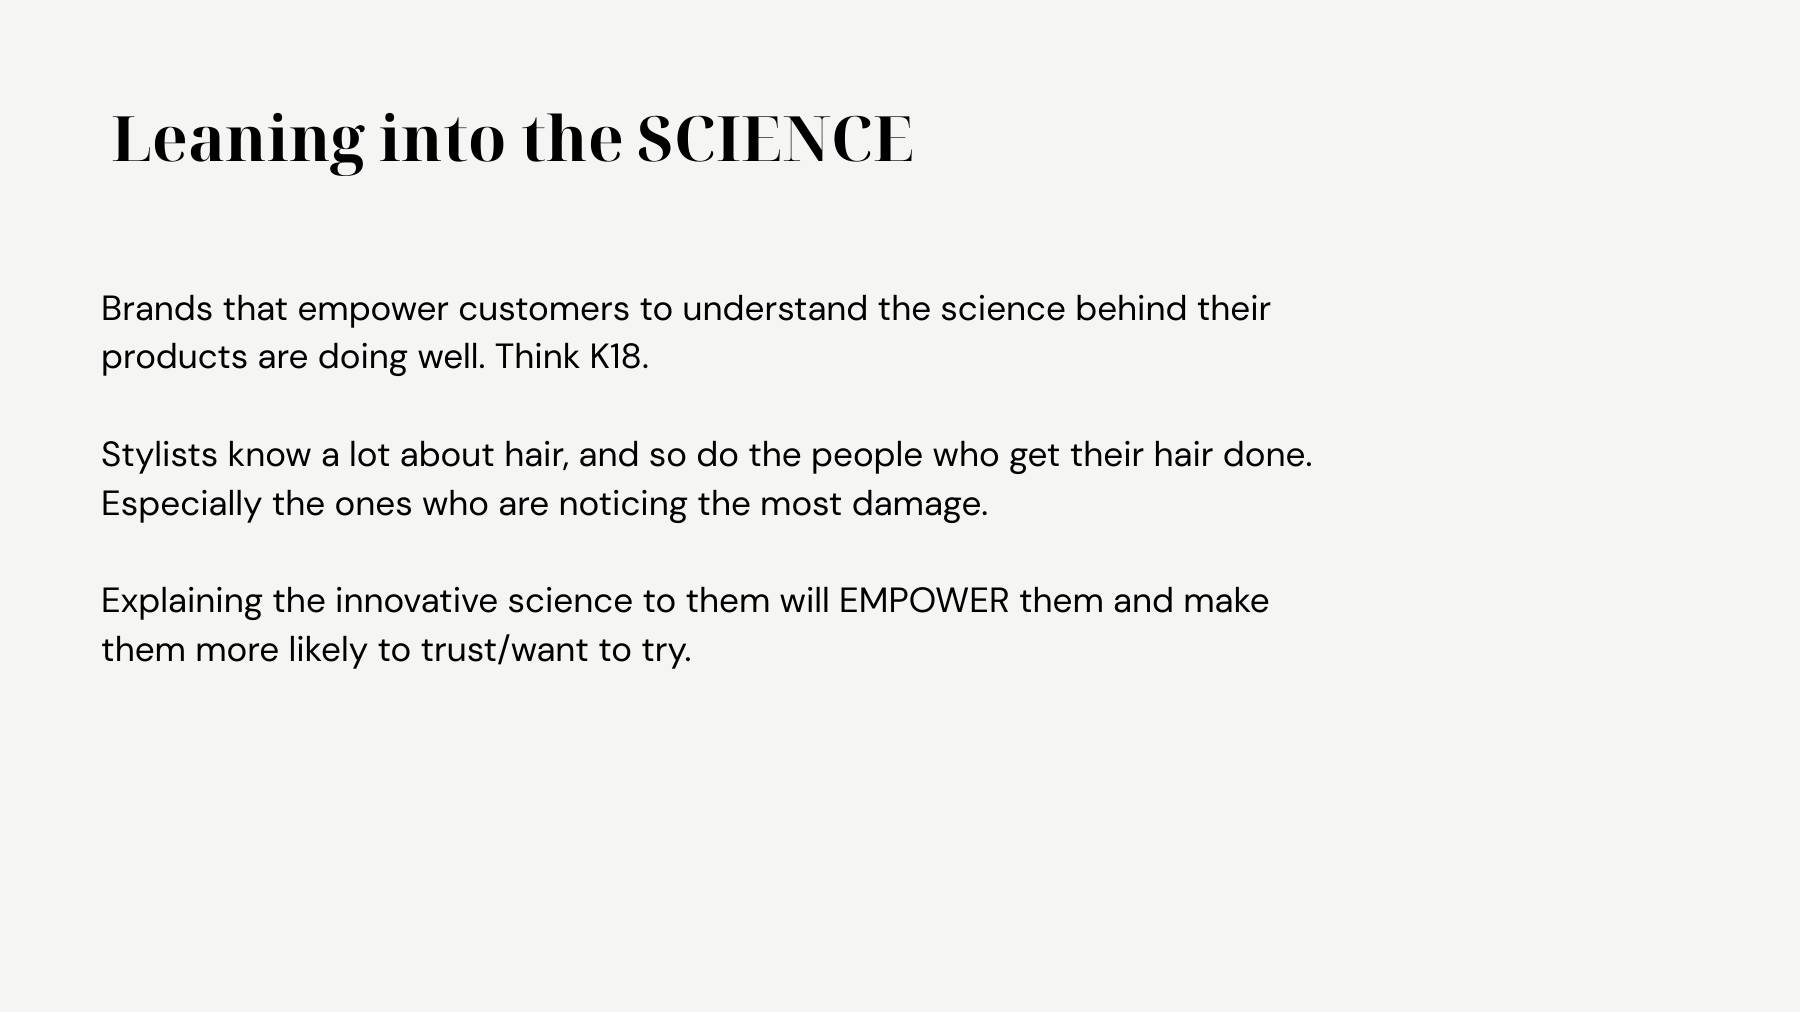 Leaning into the SCIENCE
Brands that empower customers to understand the science behind their
products are doing well. Think K18.
Stylists know a lot about hair, and so do the people who get their hair done.
Especially the ones who are noticing the most damage.
Explaining the innovative science to them will EMPOWER them and make
them more likely to trust/want to try.